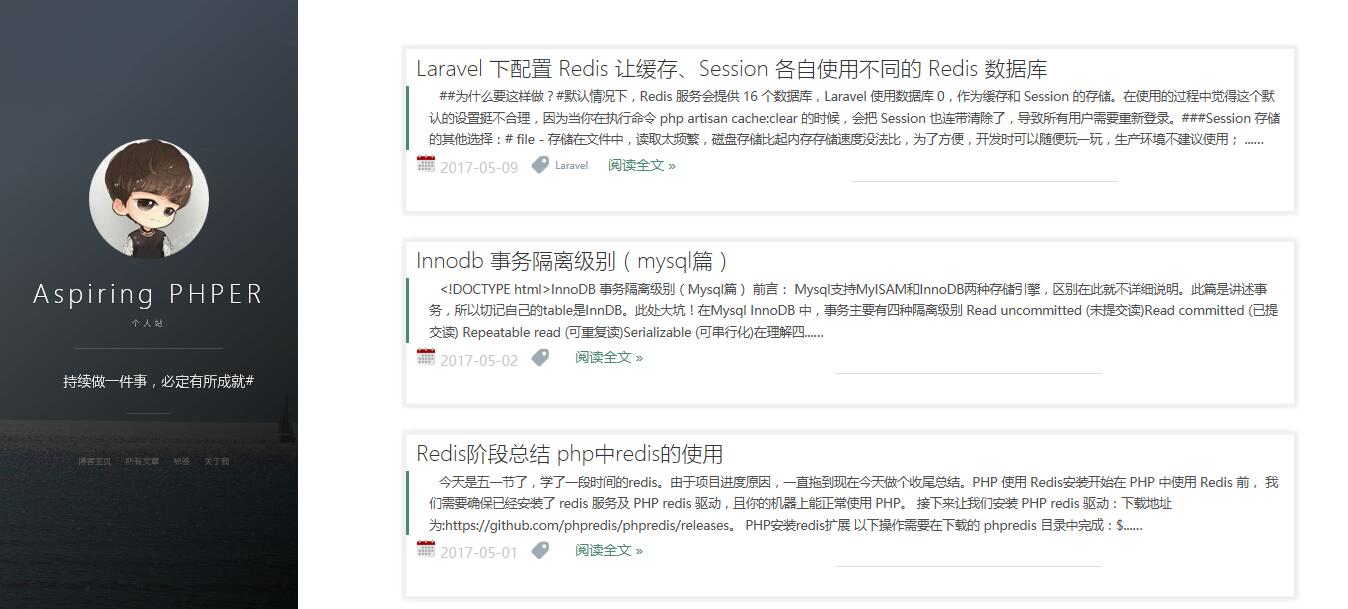 Aspiring PHPER
个人站
持续做一件事，必定有所成就#
博客主页 所有文章 标签 关于我
Laravel 下配置 Redis 让缓存、Session 各自使用不同的 Redis 数据库
##为什么要这样做？#默认情况下，Redis 服务会提供 16 个数据库，Laravel 使用数据库 0，作为缓存和 Session 的存储。在使用的过程中觉得这个默
认的设置挺不合理，因为当你在执行命令 php artisan cache:clear 的时候，会把 Session 也连带清除了，导致所有用户需要重新登录。###Session 存储
的其他选择：# file - 存储在文件中，读取太频繁，磁盘存储比起内存存储速度没法比，为了方便，开发时可以随便玩一玩，生产环境不建议使用； ......
2017-05-09 Laravel 阅读全文 »
Innodb 事务隔离级别（mysql篇）
<!DOCTYPE html>InnoDB 事务隔离级别（Mysql篇） 前言： Mysql支持MyISAM和InnoDB两种存储引擎，区别在此就不详细说明。此篇是讲述事
务，所以切记自己的table是InnDB。此处大坑！在Mysql InnoDB 中，事务主要有四种隔离级别 Read uncommitted (未提交读)Read committed (已提
交读) Repeatable read (可重复读)Serializable (可串行化)在理解四......
2017-05-02 阅读全文 »
Redis阶段总结 php中redis的使用
今天是五一节了，学了一段时间的redis。由于项目进度原因，一直拖到现在今天做个收尾总结。PHP 使用 Redis安装开始在 PHP 中使用 Redis 前， 我
们需要确保已经安装了 redis 服务及 PHP redis 驱动，且你的机器上能正常使用 PHP。 接下来让我们安装 PHP redis 驱动：下载地址
为:https://github.com/phpredis/phpredis/releases。 PHP安装redis扩展 以下操作需要在下载的 phpredis 目录中完成：$......
2017-05-01 阅读全文 »